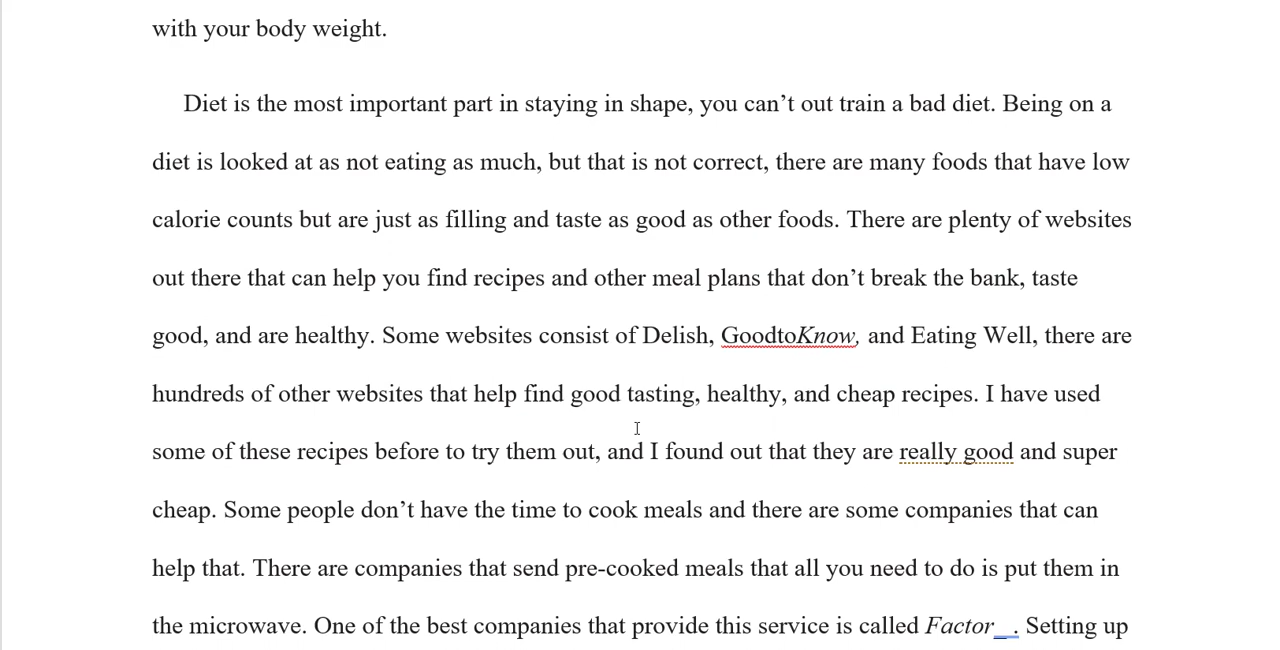 with your body weight.
Diet is the most important part in staying in shape, you can’t out train a bad diet. Being on a
diet is looked at as not eating as much, but that is not correct, there are many foods that have low
calorie counts but are just as filling and taste as good as other foods. There are plenty of websites
out there that can help you find recipes and other meal plans that don’t break the bank, taste
good, and are healthy. Some websites consist of Delish, GoodtoKnow, and Eating Well, there are
hundreds of other websites that help find good tasting, healthy, and cheap recipes. I have used
some of these recipes before to try them out, and I found out that they are really good and super
cheap. Some people don’t have the time to cook meals and there are some companies that can
help that. There are companies that send pre-cooked meals that all you need to do is put them in
the microwave. One of the best companies that provide this service is called Factor_ . Setting up